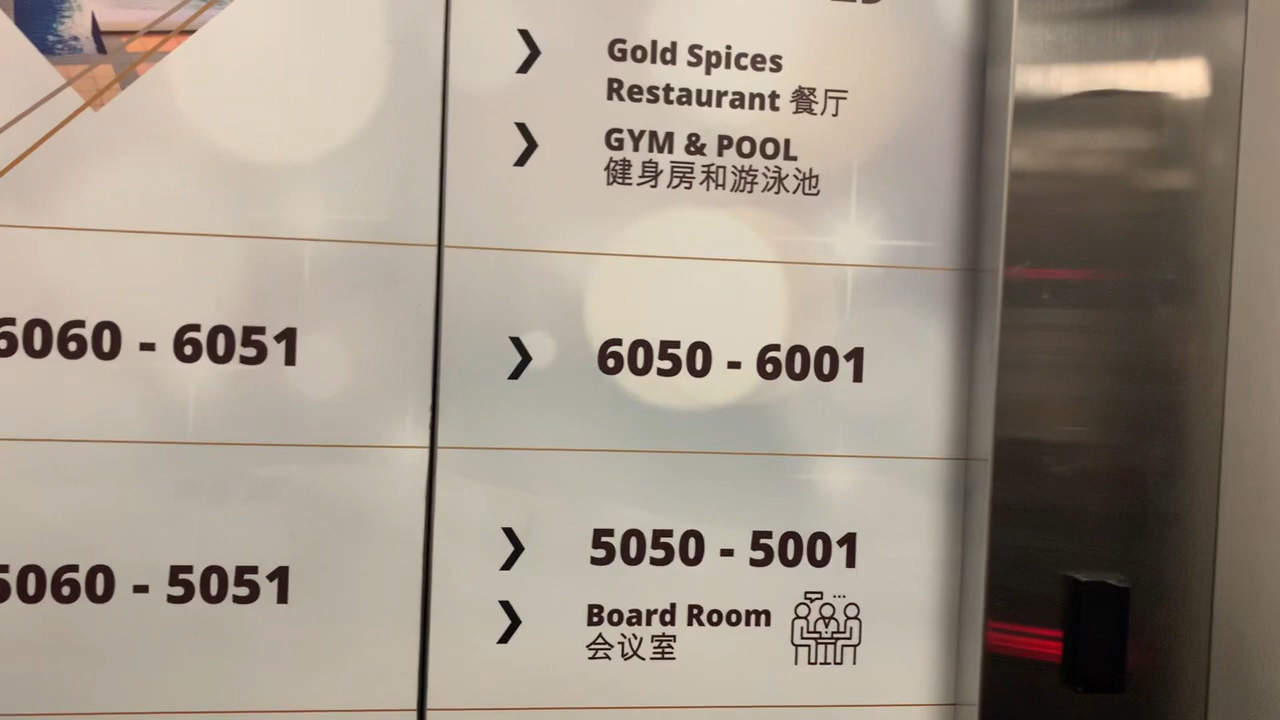 Gold Spices
Restaurant 餐厅
GYM & POOL
健身房和游泳池
6060 - 6051
6050 - 6001
5060 - 5051
5050 - 5001
Board Room
会议室